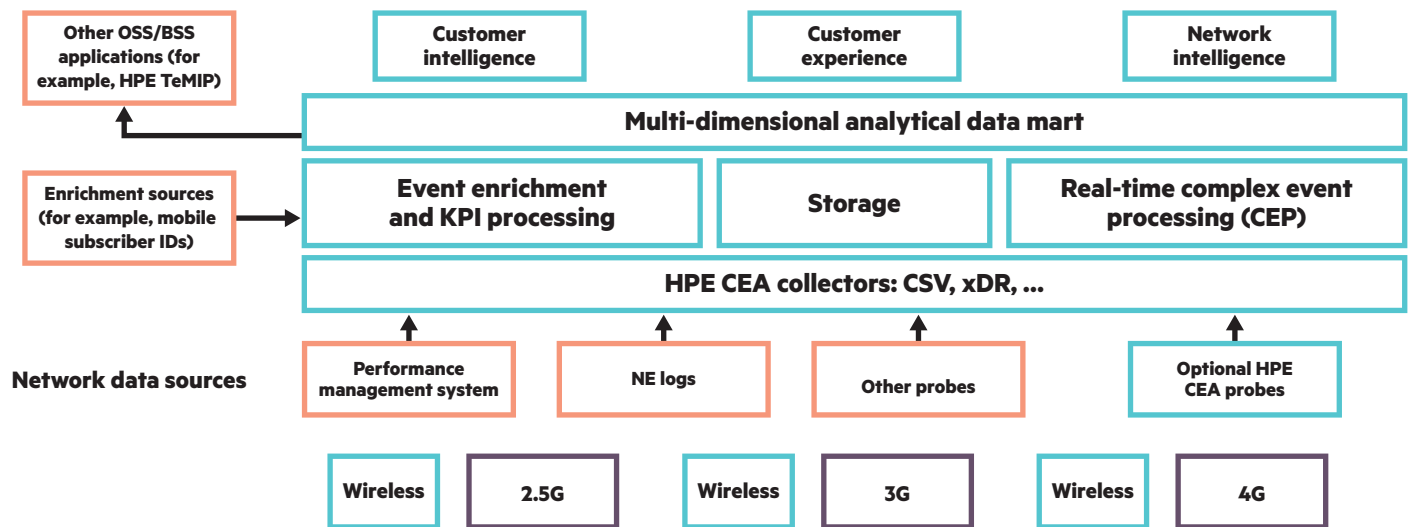 Other OSS/BSS
applications (for
example, HPE TeMIP)
Customer
intelligence
Customer
experience
Network
intelligence
Multi-dimensional analytical data mart
Enrichment sources
(for example, mobile
subscriber IDs)
Event enrichment
and KPI processing
Storage
Real-time complex event
processing (CEP)
HPE CEA collectors: CSV, xDR, ...
Network data sources
Performance
management system
NE logs
Other probes
Optional HPE
CEA probes
Wireless
2.5G
Wireless
3G
Wireless
4G